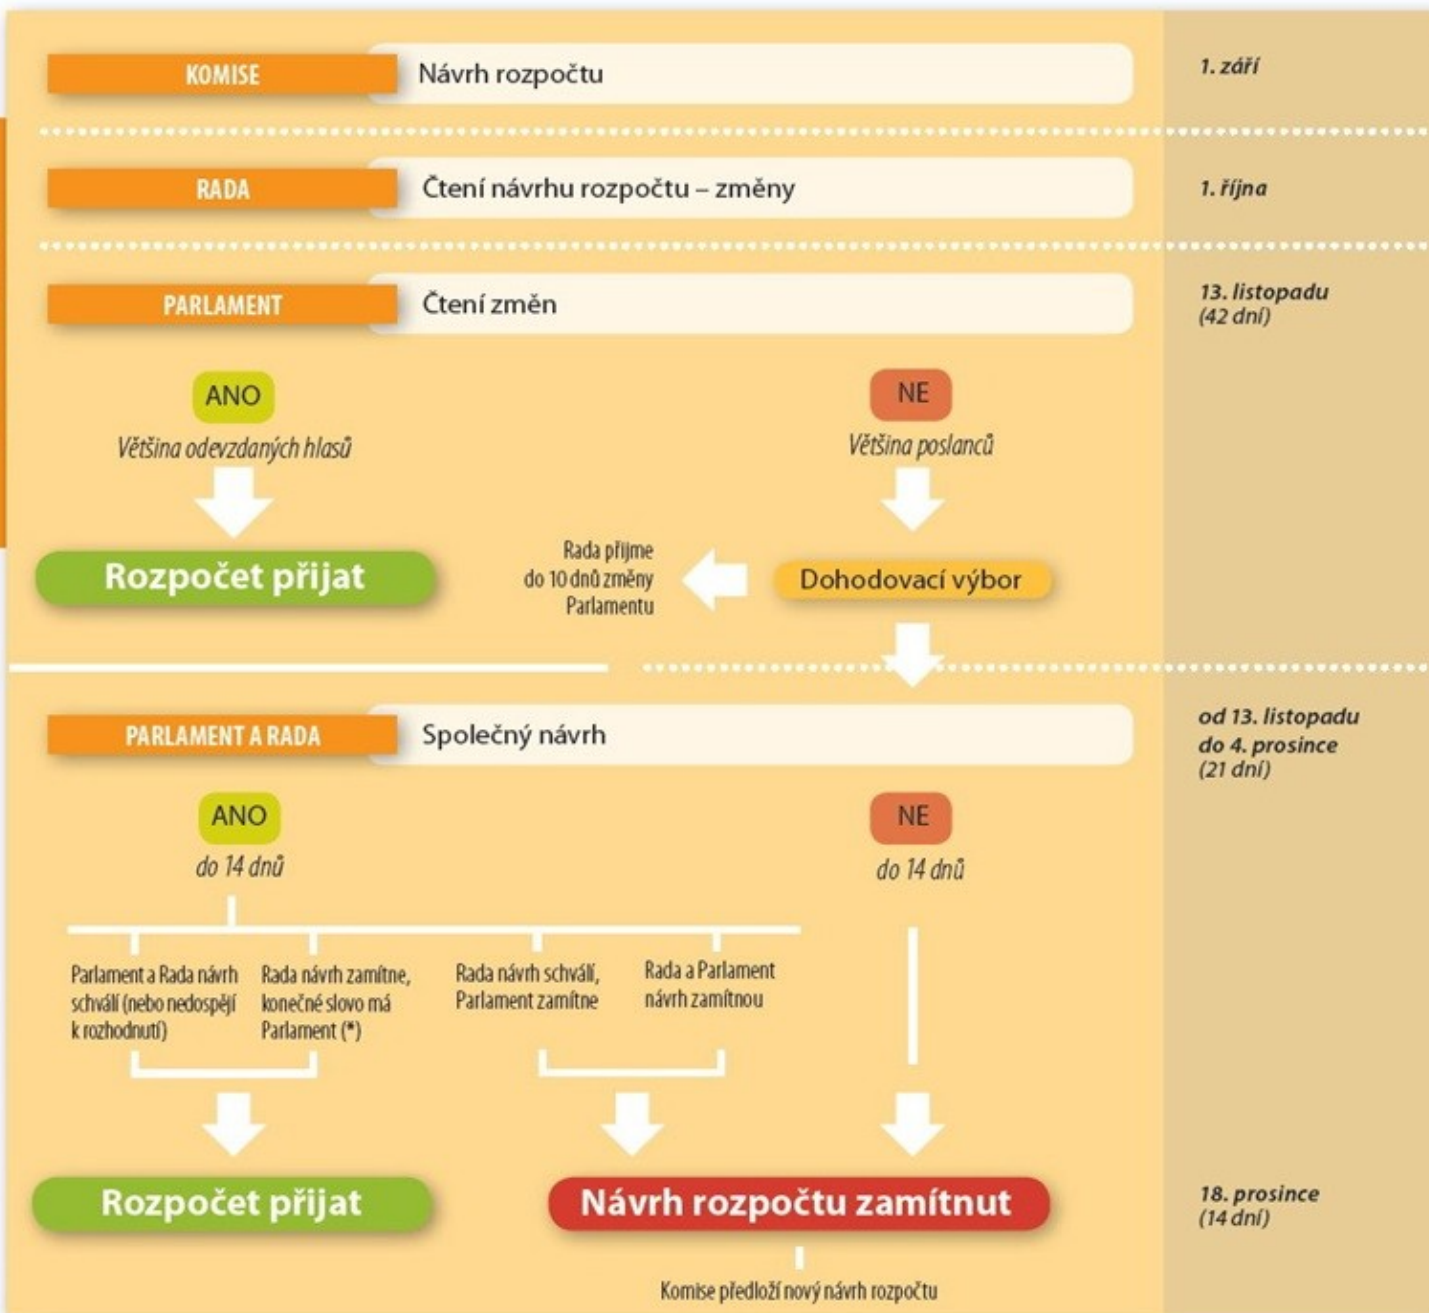 KOMISE
Návrh rozpočtu
1. září
RADA
Čtení návrhu rozpočtu – změny
1. října
PARLAMENT
Čtení změn
13. listopadu
(42 dní)
ANO
Většina odevzdaných hlasů
NE
Většina poslanců
Rozpočet přijat
Rada přijme
do 10 dnů změny
Parlamentu
Dohodovací výbor
PARLAMENT A RADA
Společný návrh
od 13. listopadu
do 4. prosince
(21 dní)
ANO
do 14 dnů
NE
do 14 dnů
Parlament a Rada návrh
schválí (nebo nedospějí
k rozhodnutí)
Rada návrh zamítne,
konečné slovo má
Parlament (*)
Rada návrh schválí,
Parlament zamítne
Rada a Parlament
návrh zamítnou
Rozpočet přijat
Návrh rozpočtu zamítnut
18. prosince
(14 dní)
Komise předloží nový návrh rozpočtu